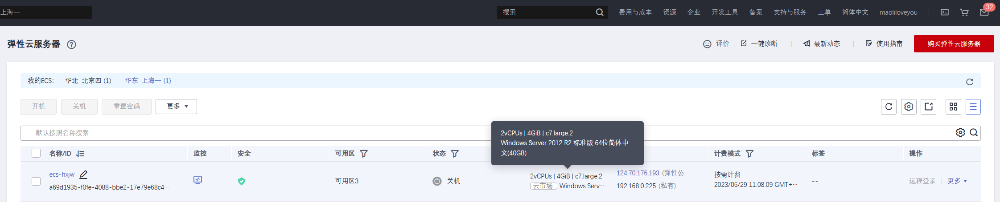 上海一
搜索
费用与成本 资源 企业 开发工具 备案 支持与服务 工单 简体中文 maoliloveyou 32
弹性云服务器
评价 一键诊断 | 最新动态 | 使用指南 购买弹性云服务器
我的ECS: 华北-北京四 (1) | 华东-上海一 (1)
开机 关机 重置密码 更多
默认按照名称搜索
2vCPUs | 4GiB | c7.large.2
Windows Server 2012 R2 标准版 64位简体中
文(40GB)
名称/ID 监控 安全 可用区 状态 计费模式 标签 操作
ecs-hxjw
a69d1935-f0fe-4088-bbe2-17e79e68c4···
可用区3
关机
2vCPUs | 4GiB | c7.large.2
云市场 Windows Serv···
124.70.176.193 (弹性公···
192.168.0.225 (私有)
按需计费
2023/05/29 11:08:09 GMT+···
--
远程登录 | 更多